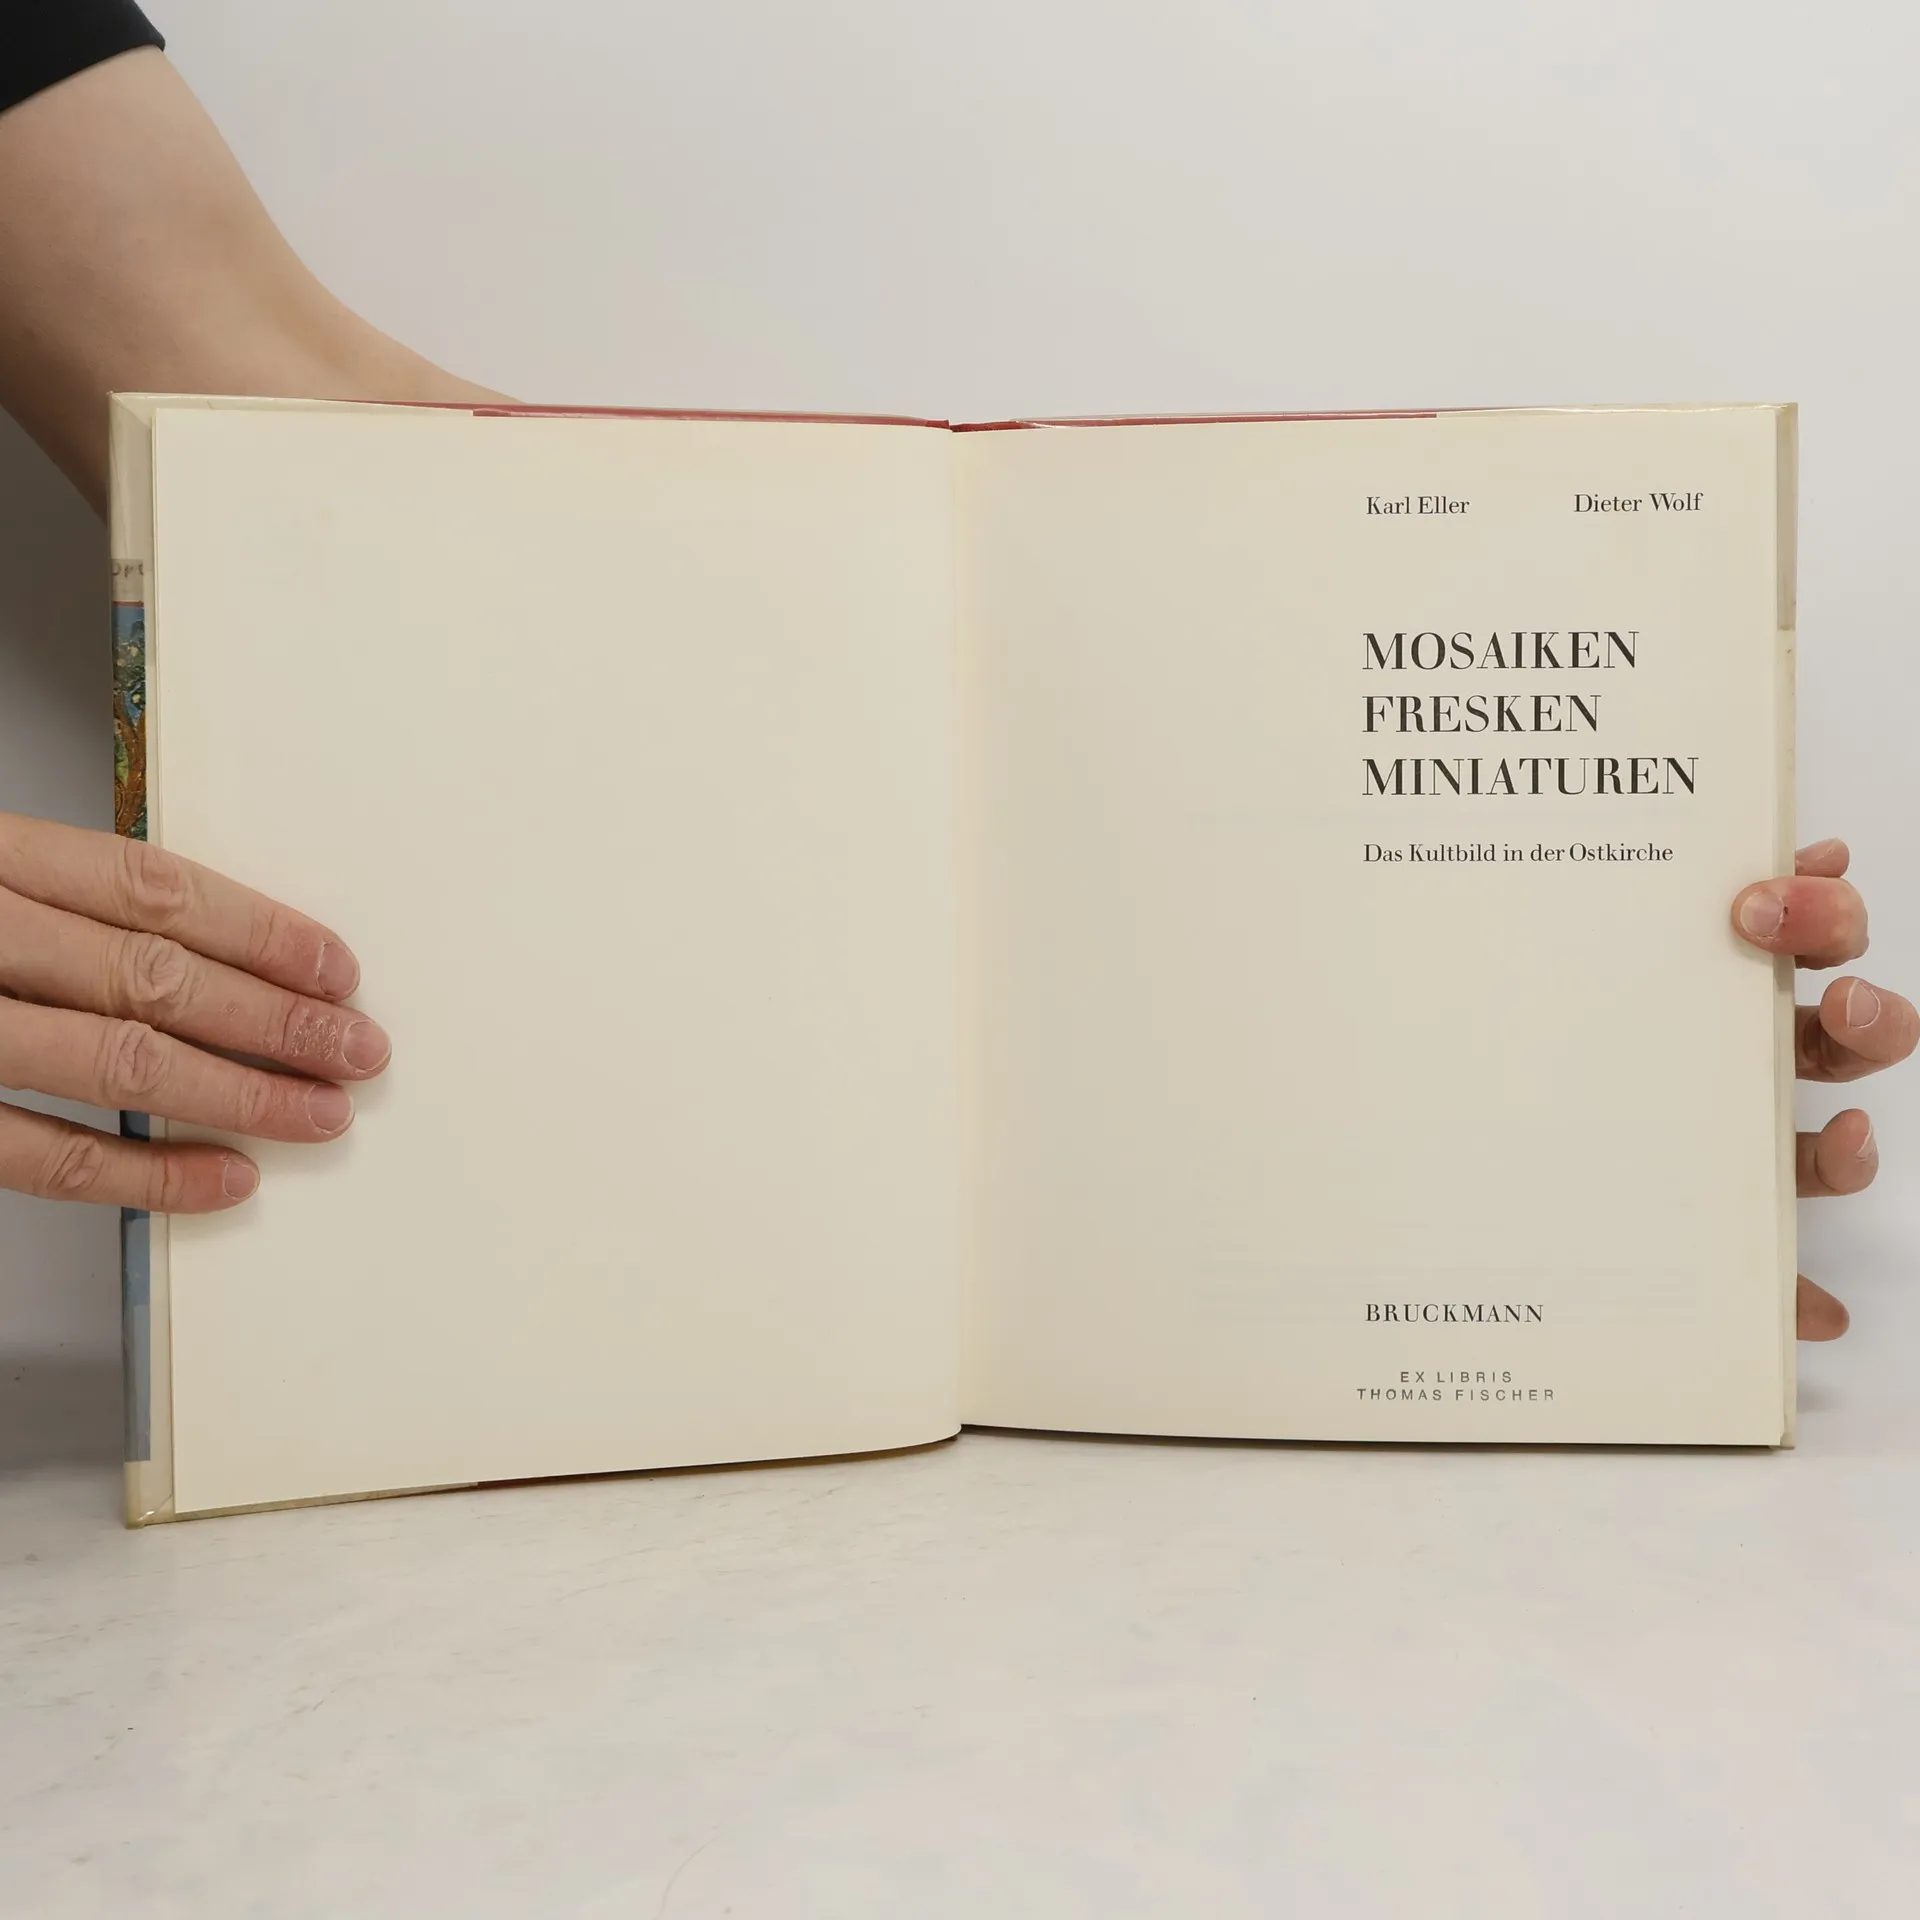 Karl Eller Dieter Wolf
MOSAIKEN
FRESKEN
MINIATUREN
Das Kultbild in der Ostkirche
BRUCKMANN
EX LIBRIS
THOMAS FISCHER